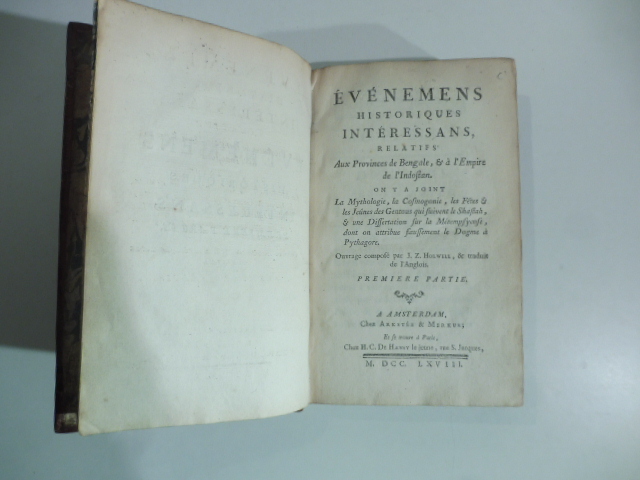 ÉVÉNEMENS
HISTORIQUES
INTÉRESSANS,
RELATIFS
Aux Provinces de Bengale, & à l'Empire
de l'Indostan.
ON Y A JOINT
La Mythologie, la Cosmogonie, les Fêtes &
les Jeûnes des Gentous qui suivent le Shastah,
& une Dissertation sur la Métempsycose,
dont on attribue faussement le Dogme à
Pythagore.
Ouvrage composé par J. Z. HOLWELL, & traduit
de l'Anglois.
PREMIERE PARTIE.
A AMSTERDAM,
Chez ARKSTÉE & MERKUS;
Et se trouve à Paris,
Chez H. C. DE HANSY le jeune, rue S. Jacques,
M. DCC. LXVIII.